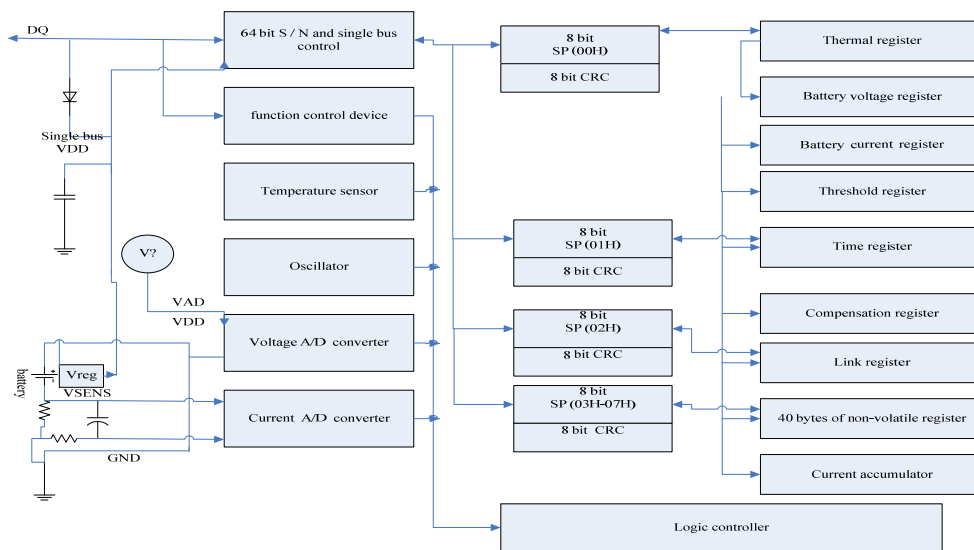 DQ
64 bit S / N and single bus
control
function control device
Single bus
VDD
Temperature sensor
V?
Oscillator
VAD
VDD
Voltage A/D converter
battery
Vreg
VSENS
Current A/D converter
GND
8 bit
SP (00H)
8 bit CRC
8 bit
SP (01H)
8 bit CRC
8 bit
SP (02H)
8 bit CRC
8 bit
SP (03H-07H)
8 bit CRC
Thermal register
Battery voltage register
Battery current register
Threshold register
Time register
Compensation register
Link register
40 bytes of non-volatile register
Current accumulator
Logic controller